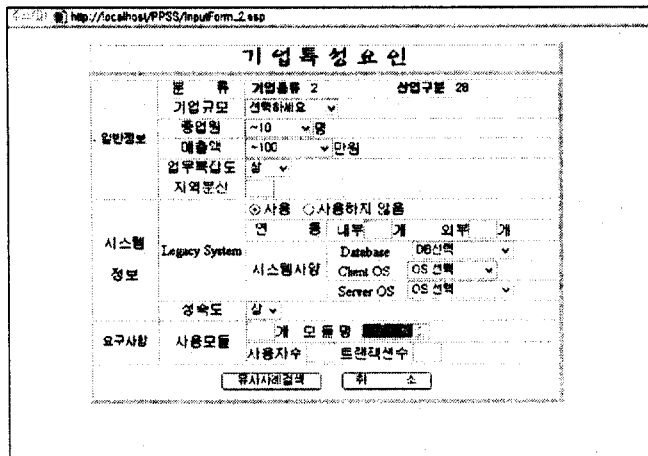 주소(D) http://localhost/PPSS/InputForm_2.asp
기업특성요인
분 류 기업종류 2 산업구분 28
기업규모 선택하세요
일반정보 종업원 ~10 명
매출액 ~100 만원
업무복잡도 상
지역분산
사용 사용하지 않음
연 동 내부 개 외부 개
시스템 정보 Legacy System 시스템사양 Database DB선택
Client OS OS 선택
Server OS OS 선택
성숙도 상
요구사항 사용모듈 개 모듈명
사용자수 트랜잭션수
유사사례검색 취 소